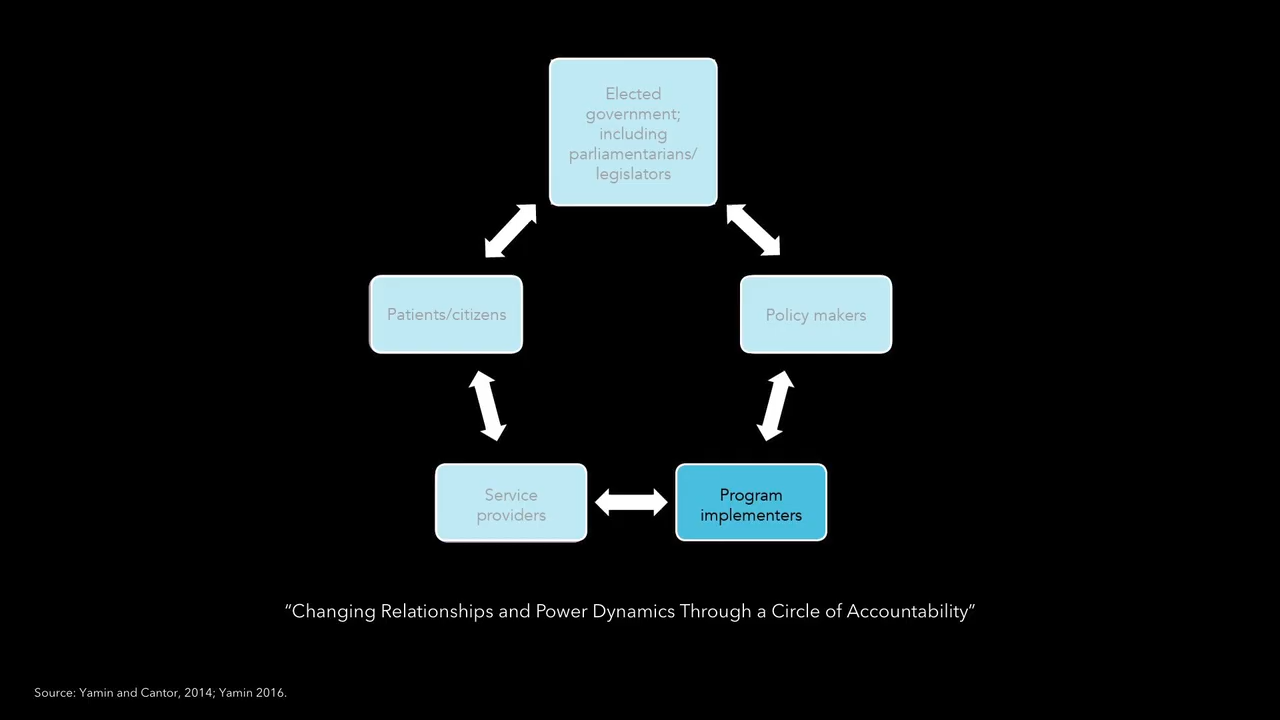 Elected
government;
including
parliamentarians/
legislators
Patients/citizens
Policy makers
Service
providers
Program
implementers
“Changing Relationships and Power Dynamics Through a Circle of Accountability”
Source: Yamin and Cantor, 2014; Yamin 2016.